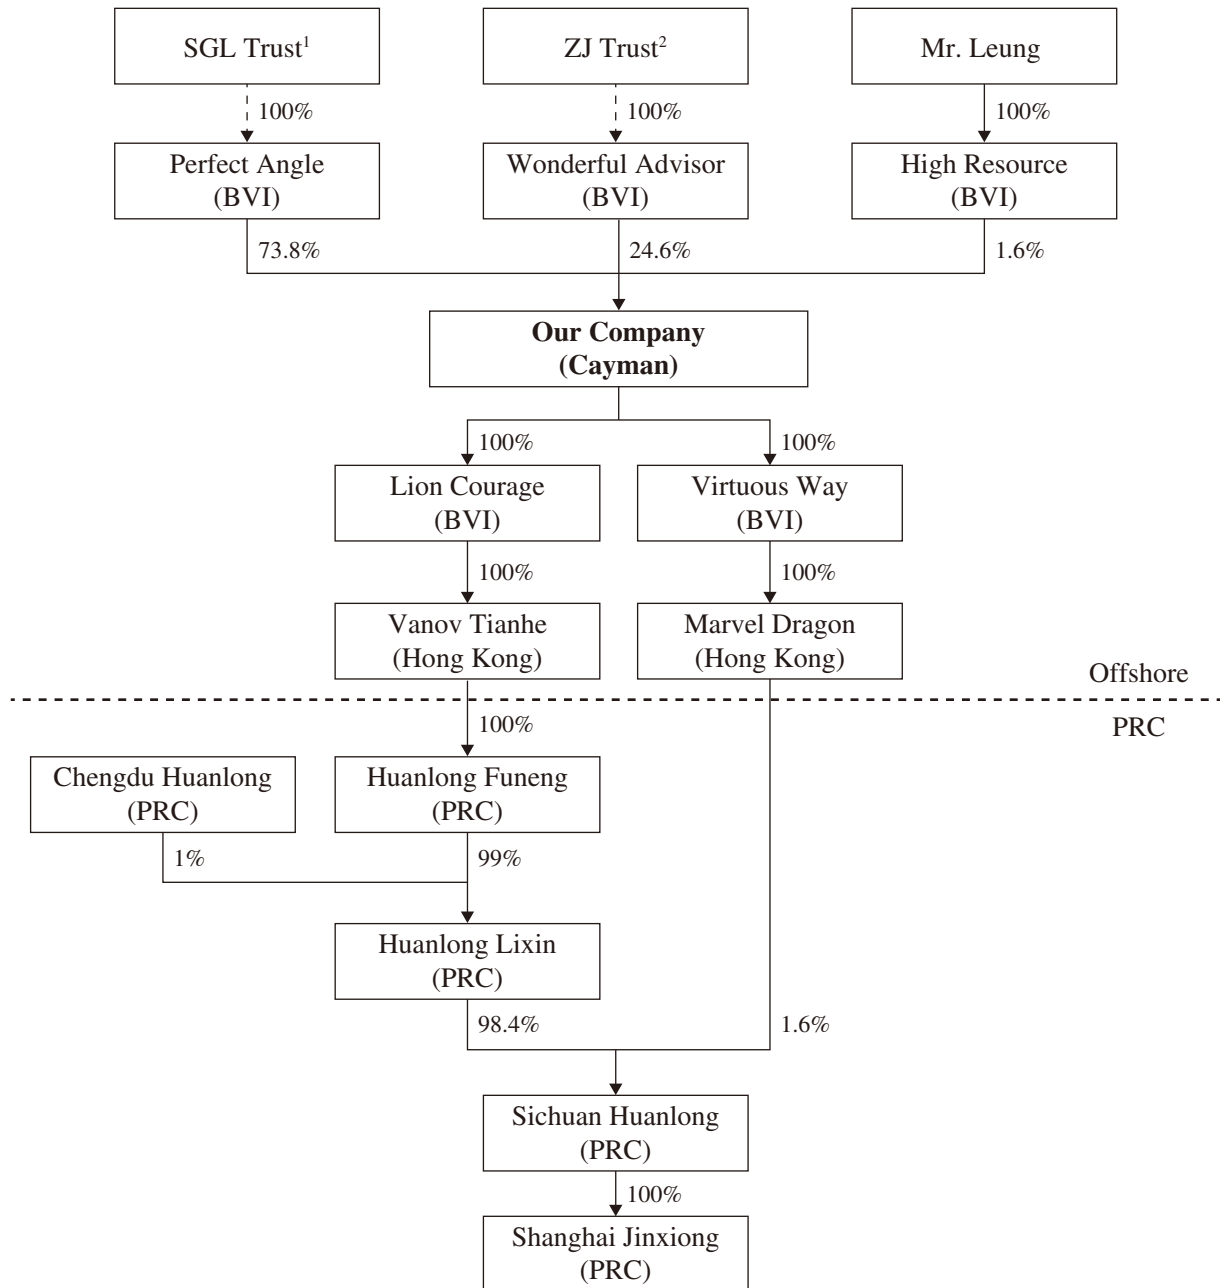 SGL Trust¹
ZJ Trust²
Mr. Leung
100%
100%
100%
Perfect Angle
(BVI)
Wonderful Advisor
(BVI)
High Resource
(BVI)
73.8%
24.6%
1.6%
Our Company
(Cayman)
100%
100%
Lion Courage
(BVI)
Virtuous Way
(BVI)
100%
100%
Vanov Tianhe
(Hong Kong)
Marvel Dragon
(Hong Kong)
Offshore
PRC
100%
Chengdu Huanlong
(PRC)
Huanlong Funeng
(PRC)
1%
99%
Huanlong Lixin
(PRC)
98.4%
1.6%
Sichuan Huanlong
(PRC)
100%
Shanghai Jinxiong
(PRC)